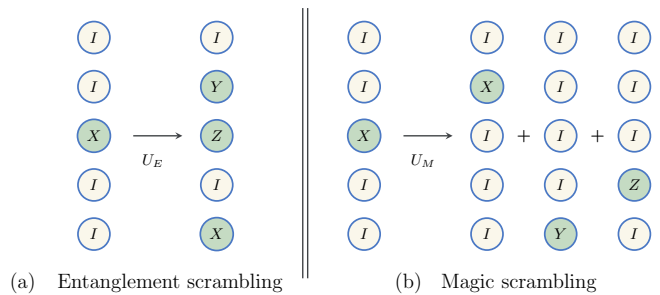 I I I I I
I Y I X I I
X Z X I + I + I
U_E U_M
I I I I I Z
I X I I Y I
(a) Entanglement scrambling (b) Magic scrambling